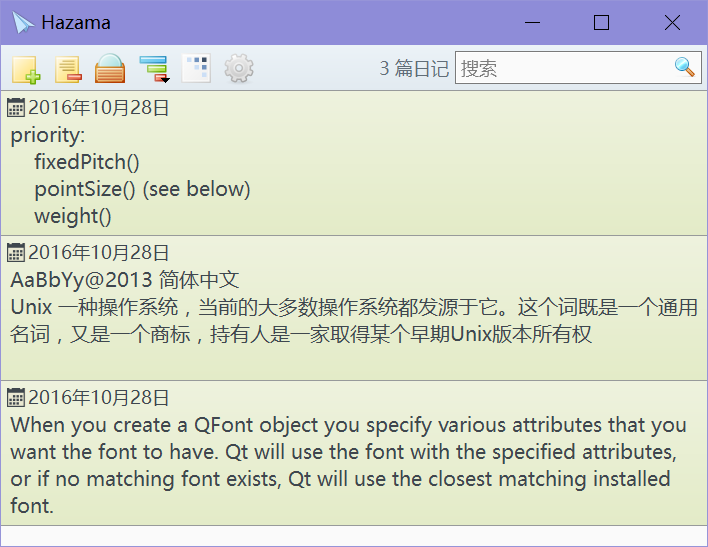 Hazama
3 篇日记 搜索
2016年10月28日
priority:
fixedPitch()
pointSize() (see below)
weight()
2016年10月28日
AaBbYy@2013 简体中文
Unix 一种操作系统，当前的大多数操作系统都发源于它。这个词既是一个通用
名词，又是一个商标，持有人是一家取得某个早期Unix版本所有权
2016年10月28日
When you create a QFont object you specify various attributes that you
want the font to have. Qt will use the font with the specified attributes,
or if no matching font exists, Qt will use the closest matching installed
font.